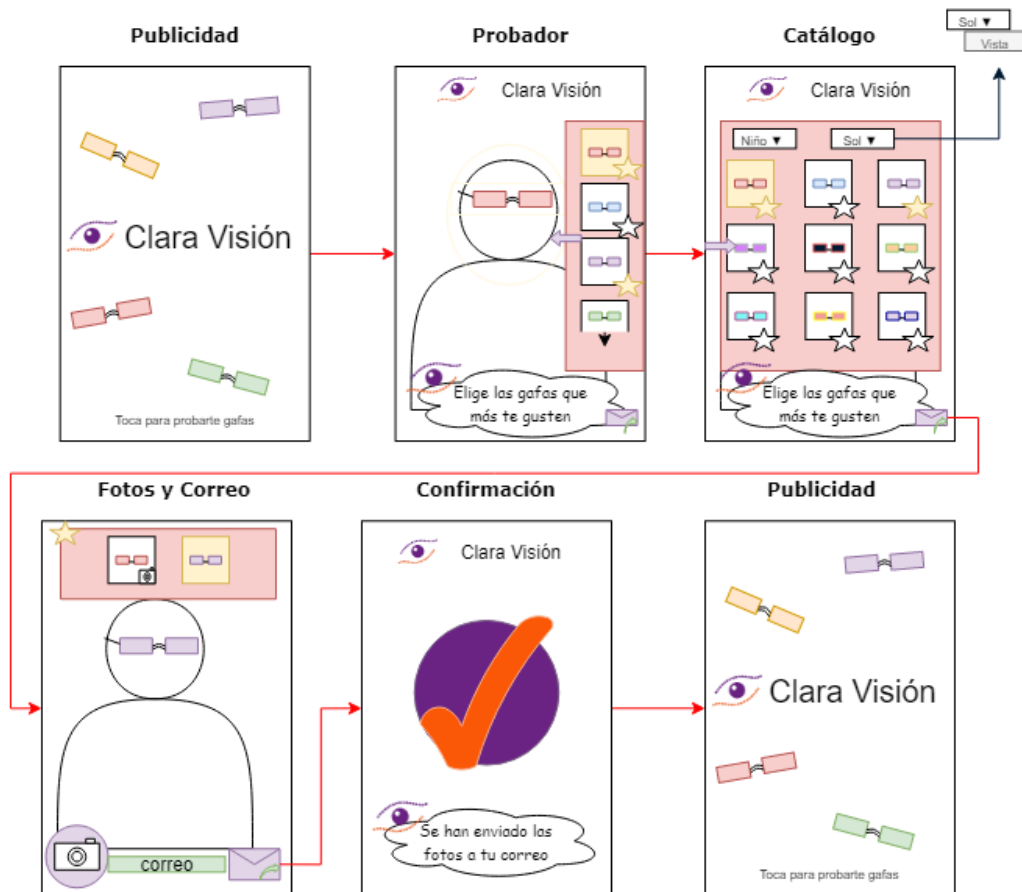 Sol ▼
Vista
Publicidad
Probador
Catálogo
Clara Visión
Toca para probarte gafas
Clara Visión
Elige las gafas que
más te gusten
Clara Visión
Niño ▼
Sol ▼
Elige las gafas que
más te gusten
Fotos y Correo
Confirmación
Publicidad
correo
Clara Visión
Se han enviado las
fotos a tu correo
Clara Visión
Toca para probarte gafas